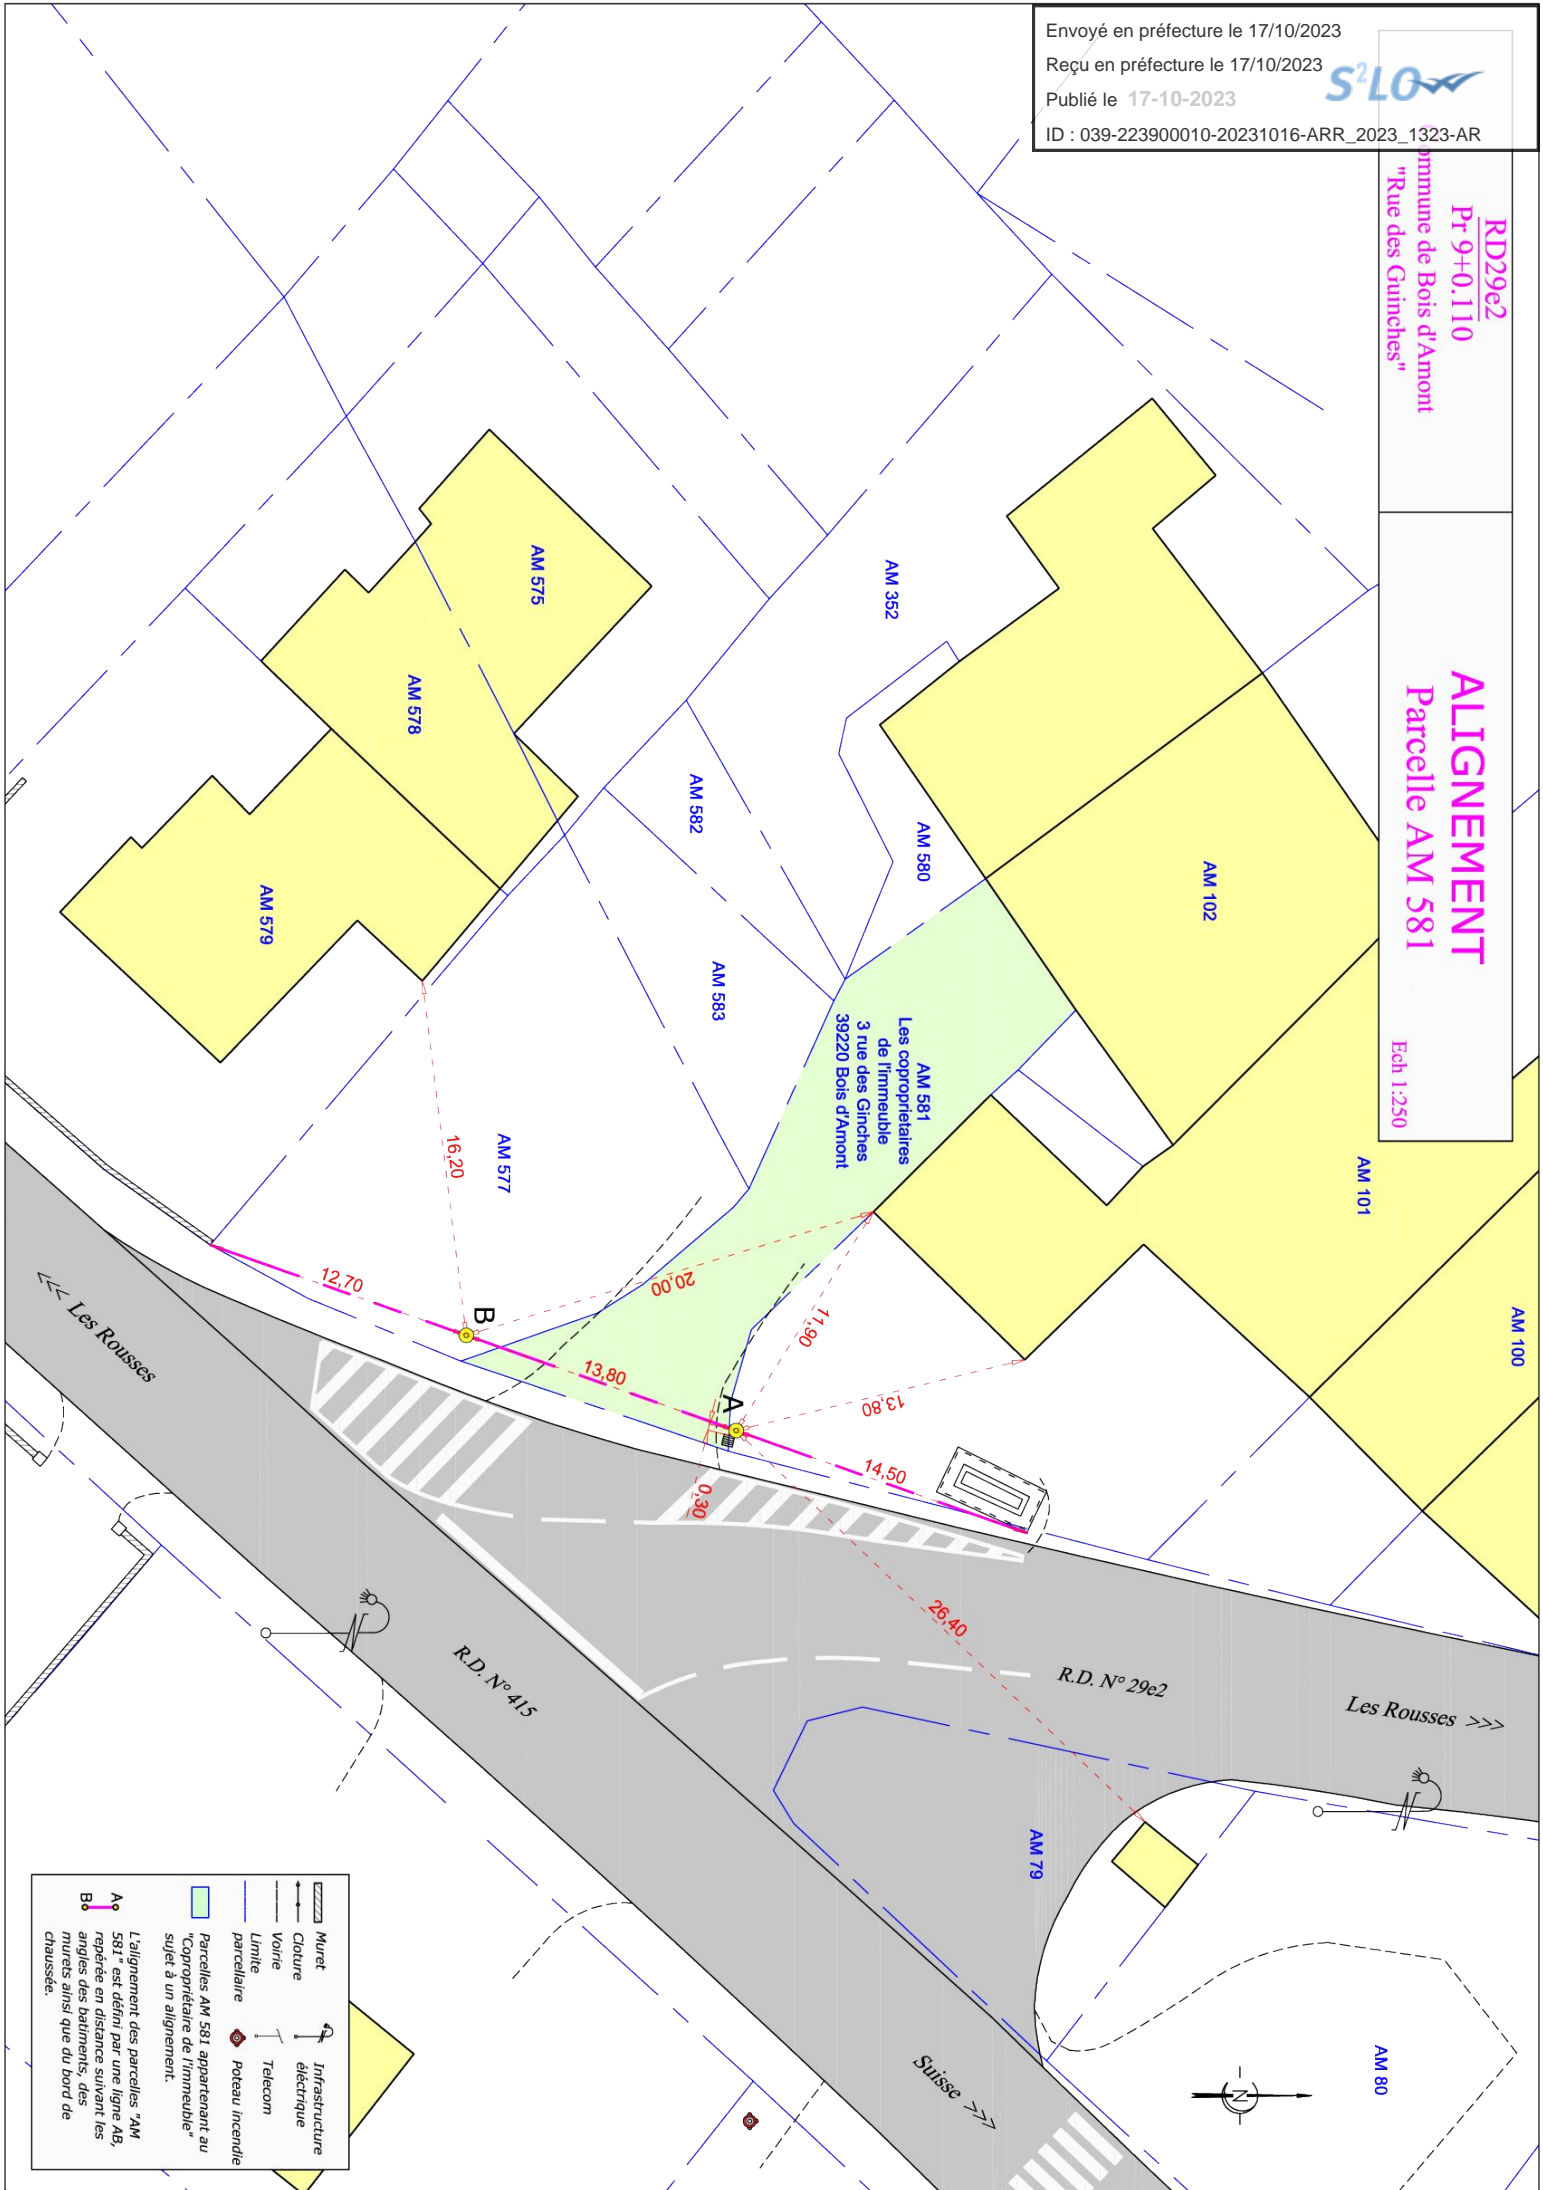 Envoyé en préfecture le 17/10/2023
Reçu en préfecture le 17/10/2023
Publié le 17-10-2023
S²LO
ID : 039-223900010-20231016-ARR_2023_1323-AR
RD29e2
Pr 9+0.110
Commune de Bois d'Amont
"Rue des Guinches"
ALIGNEMENT
Parcelle AM 581
Ech 1:250
AM 352
AM 575
AM 578
AM 579
AM 582
AM 580
AM 583
AM 577
AM 102
AM 101
AM 100
AM 581
Les coproprietaires
de l'immeuble
3 rue des Ginches
39220 Bois d'Amont
16,20
12,70
B
20,00
13,80
11,90
A
13,80
14,50
0,30
26,40
<<< Les Rousses
R.D. N° 415
R.D. N° 29e2
Les Rousses >>>
AM 79
AM 80
Suisse >>>
N
Muret
Cloture
Voirie
Limite
parcellaire
Infrastructure
éléctrique
Telecom
Poteau incendie
Parcelles AM 581 appartenant au
"Copropriétaire de l'immeuble"
sujet à un alignement.
A
B
L'alignement des parcelles "AM
581" est défini par une ligne AB,
repérée en distance suivant les
angles des batiments, des
murets ainsi que du bord de
chaussée.